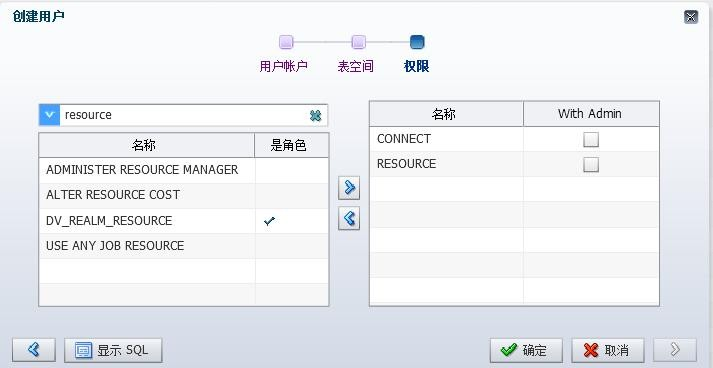 创建用户
用户帐户 表空间 权限
resource
名称 是角色
ADMINISTER RESOURCE MANAGER
ALTER RESOURCE COST
DV_REALM_RESOURCE
USE ANY JOB RESOURCE
名称 With Admin
CONNECT
RESOURCE
显示 SQL 确定 取消